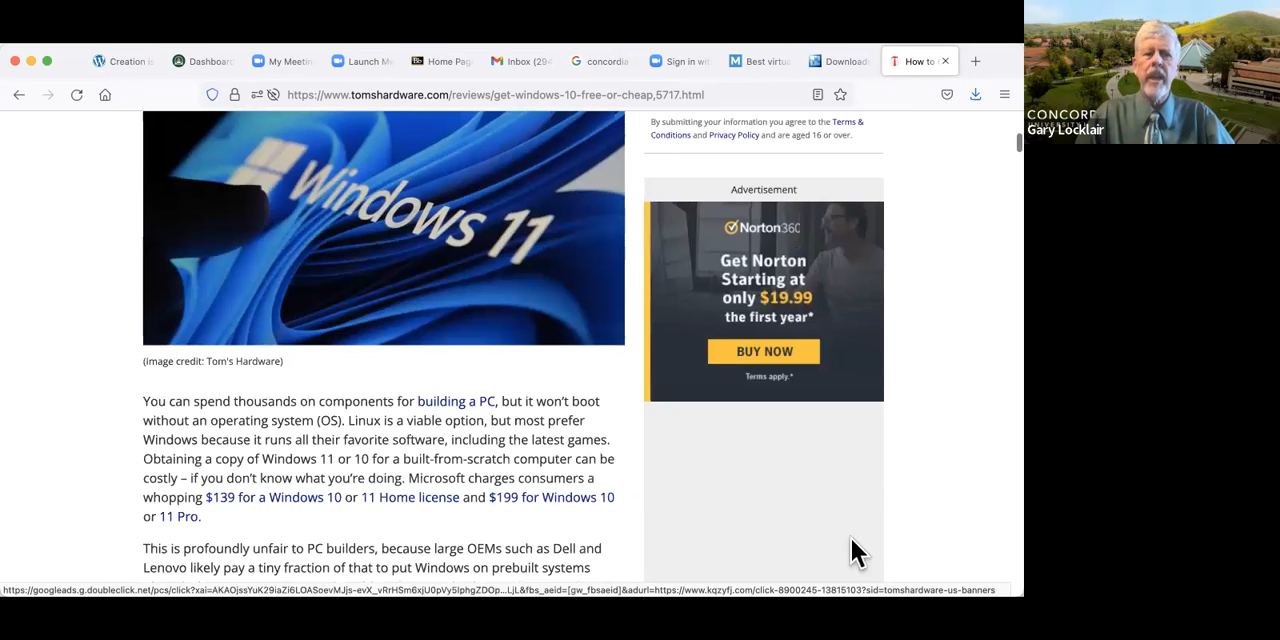 Creation is
Dashboard
My Meetin
Launch Me
Home Page
Inbox (294
concordia
Sign in wit
Best virtua
Download
How to
https://www.tomshardware.com/reviews/get-windows-10-free-or-cheap,5717.html
CONCOR
Gary Locklair
By submitting your information you agree to the Terms &
Conditions and Privacy Policy and are aged 16 or over.
Windows 11
Advertisement
Norton360
Get Norton
Starting at
only $19.99
the first year*
BUY NOW
Terms apply.*
(Image credit: Tom's Hardware)
You can spend thousands on components for building a PC, but it won't boot
without an operating system (OS). Linux is a viable option, but most prefer
Windows because it runs all their favorite software, including the latest games.
Obtaining a copy of Windows 11 or 10 for a built-from-scratch computer can be
costly – if you don't know what you're doing. Microsoft charges consumers a
whopping $139 for a Windows 10 or 11 Home license and $199 for Windows 10
or 11 Pro.
This is profoundly unfair to PC builders, because large OEMs such as Dell and
Lenovo likely pay a tiny fraction of that to put Windows on prebuilt systems